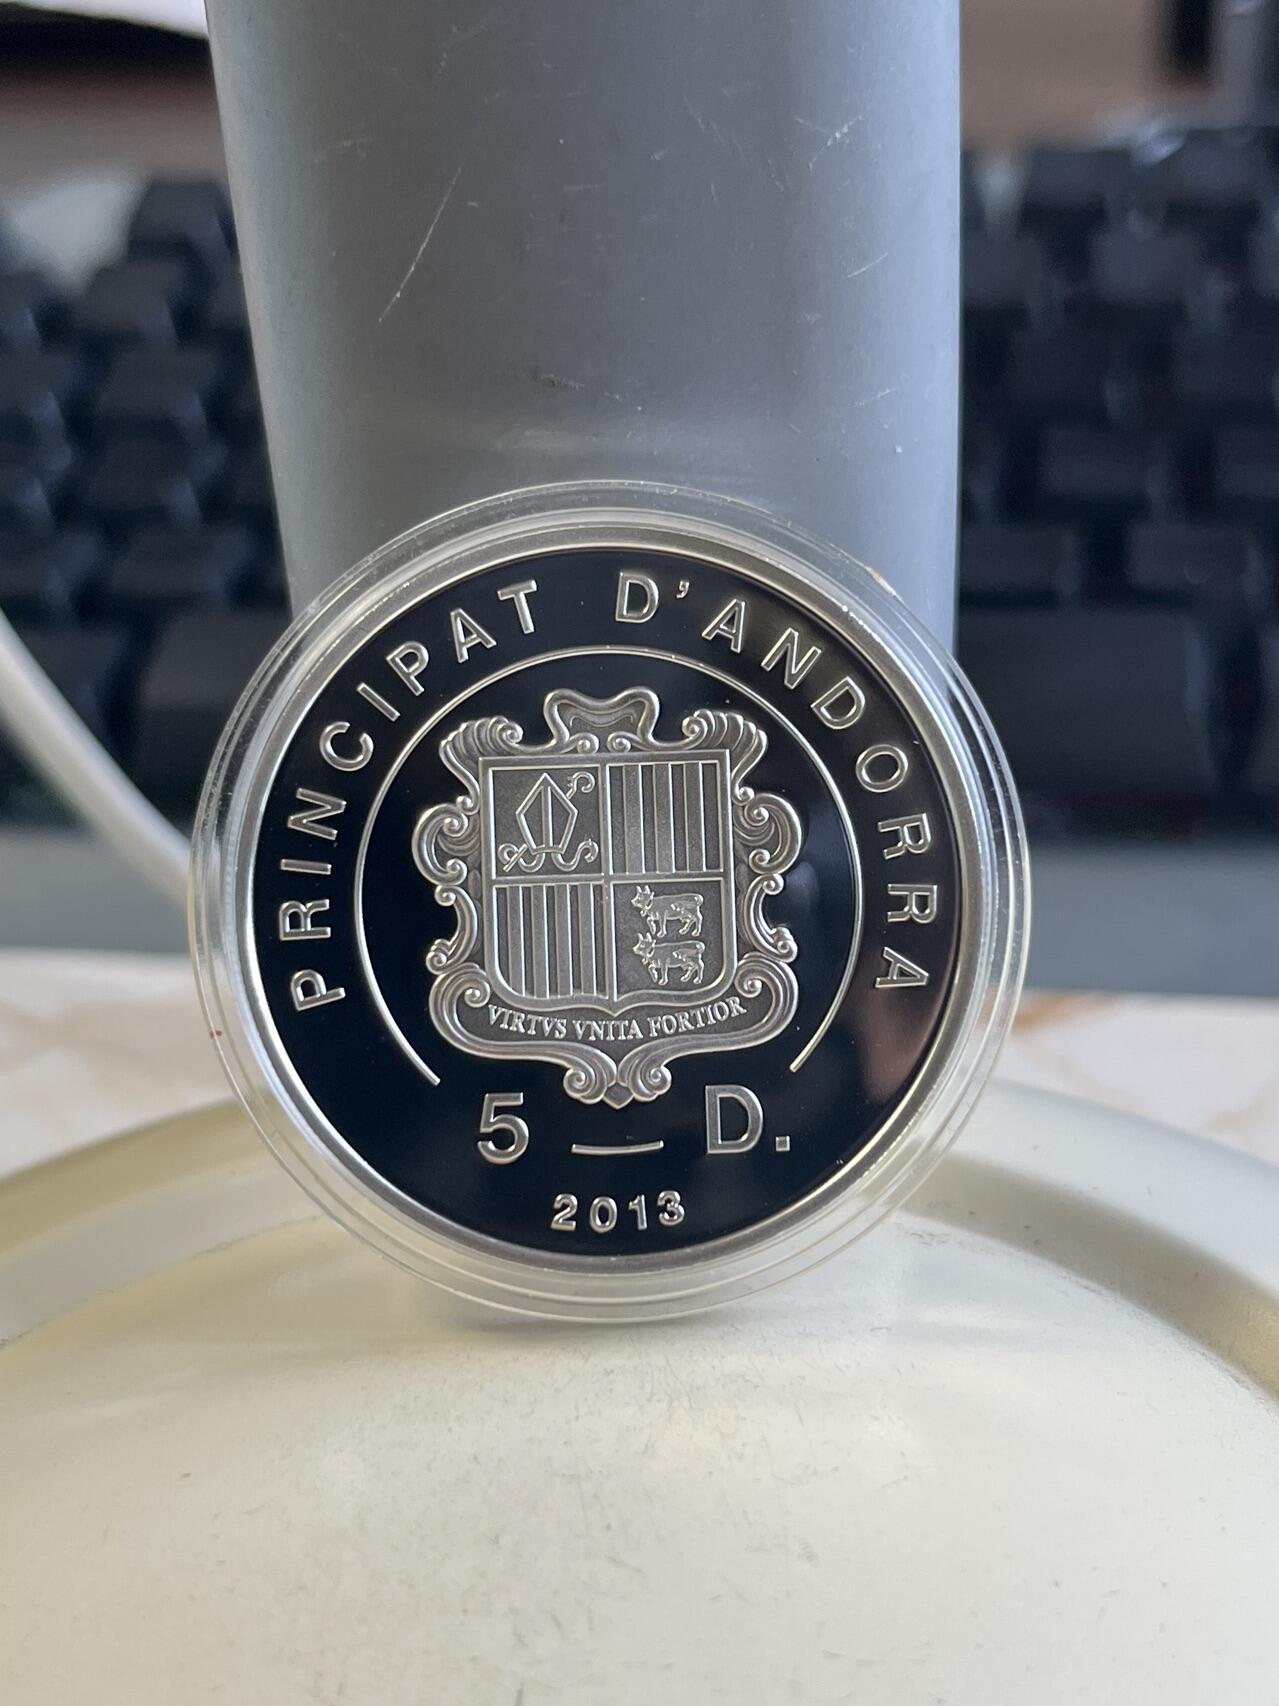 PRINCIPAT D'ANDORRA
VIRTVS VNITA FORTIOR
5 — D.
2013